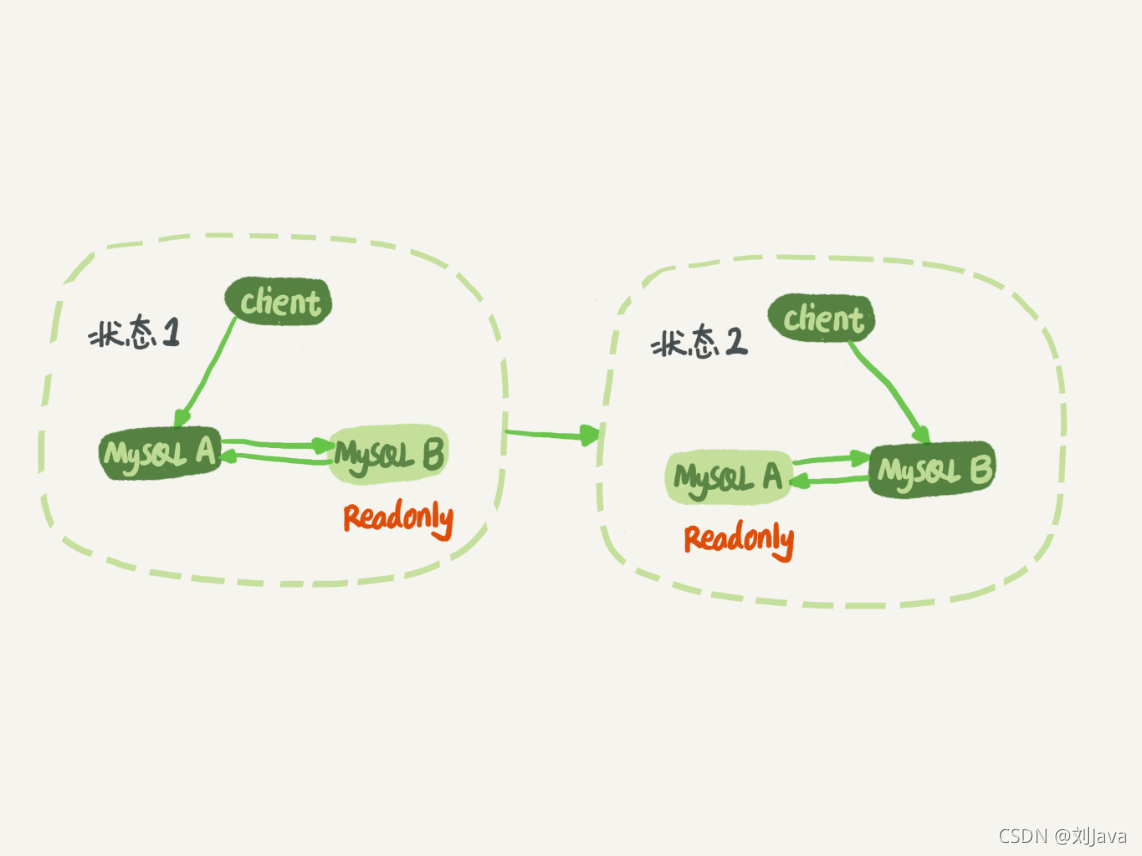 client
状态1
MySQL A
MySQL B
Readonly
client
状态2
MySQL A
MySQL B
Readonly
CSDN @刘Java